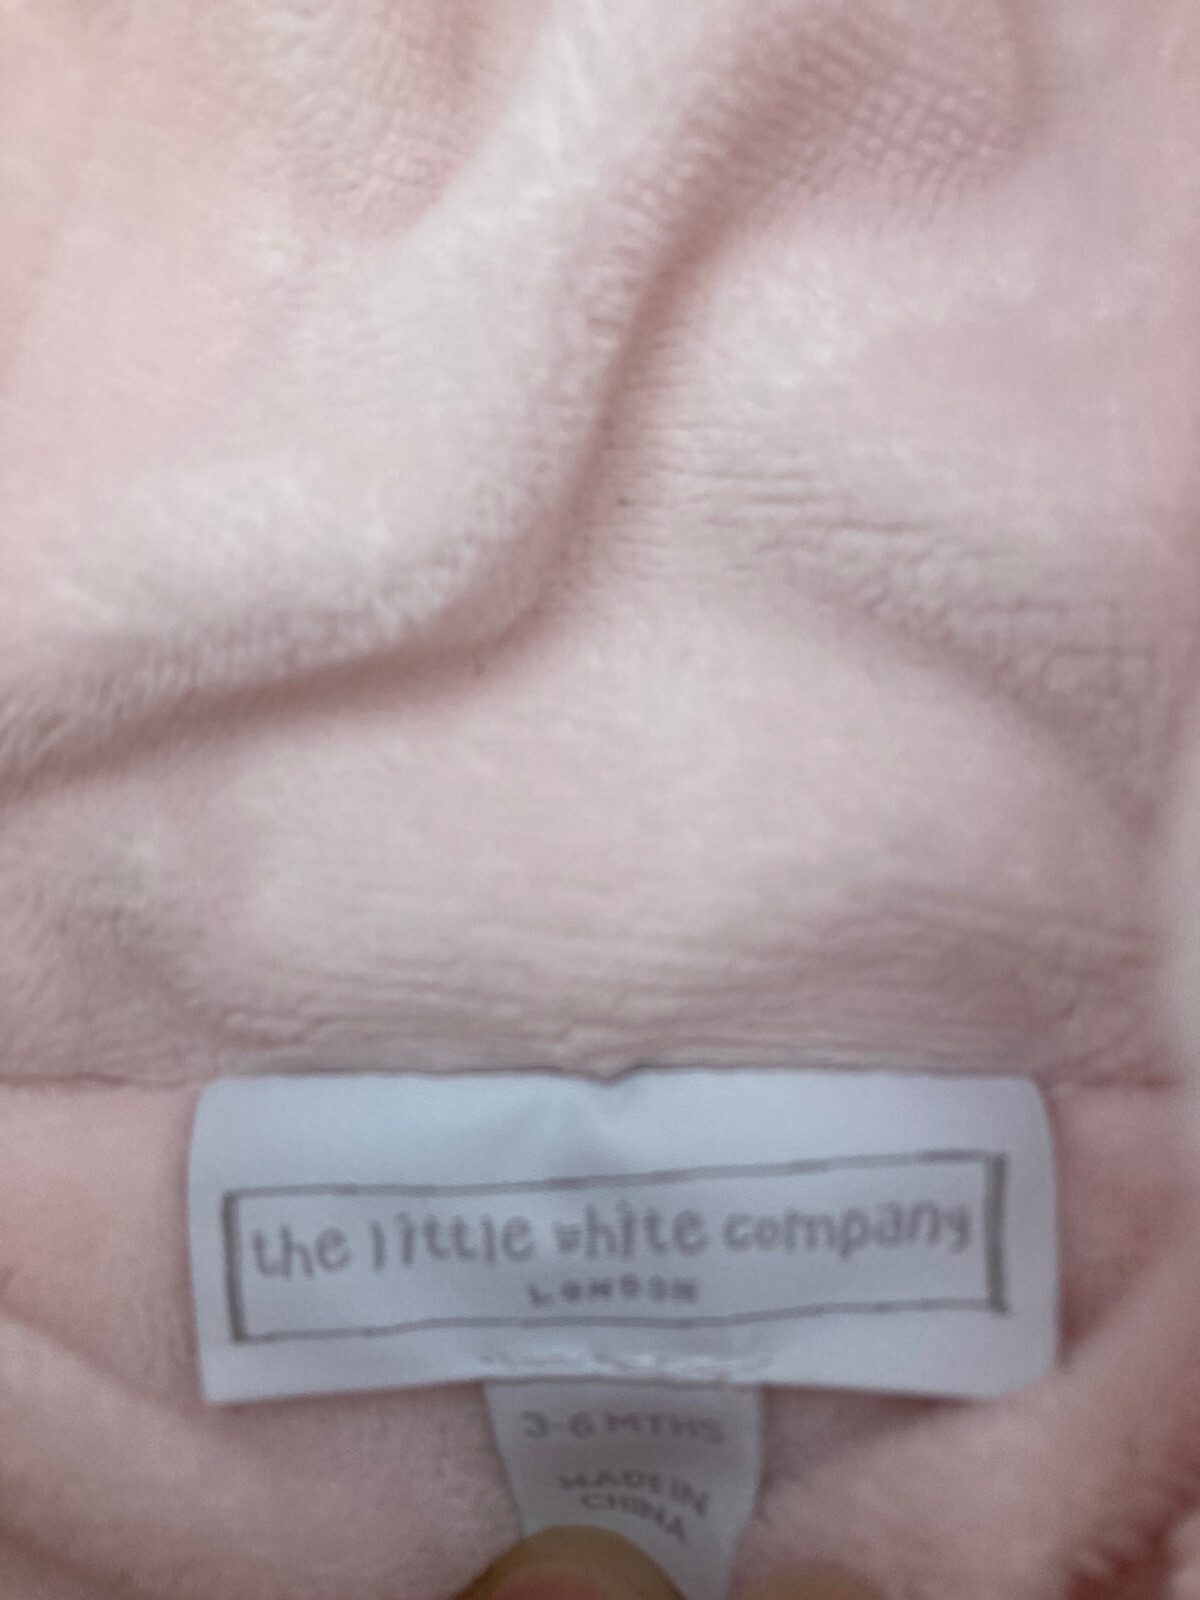 the little white company
LONDON
3-6 MTHS
MADE IN
CHINA